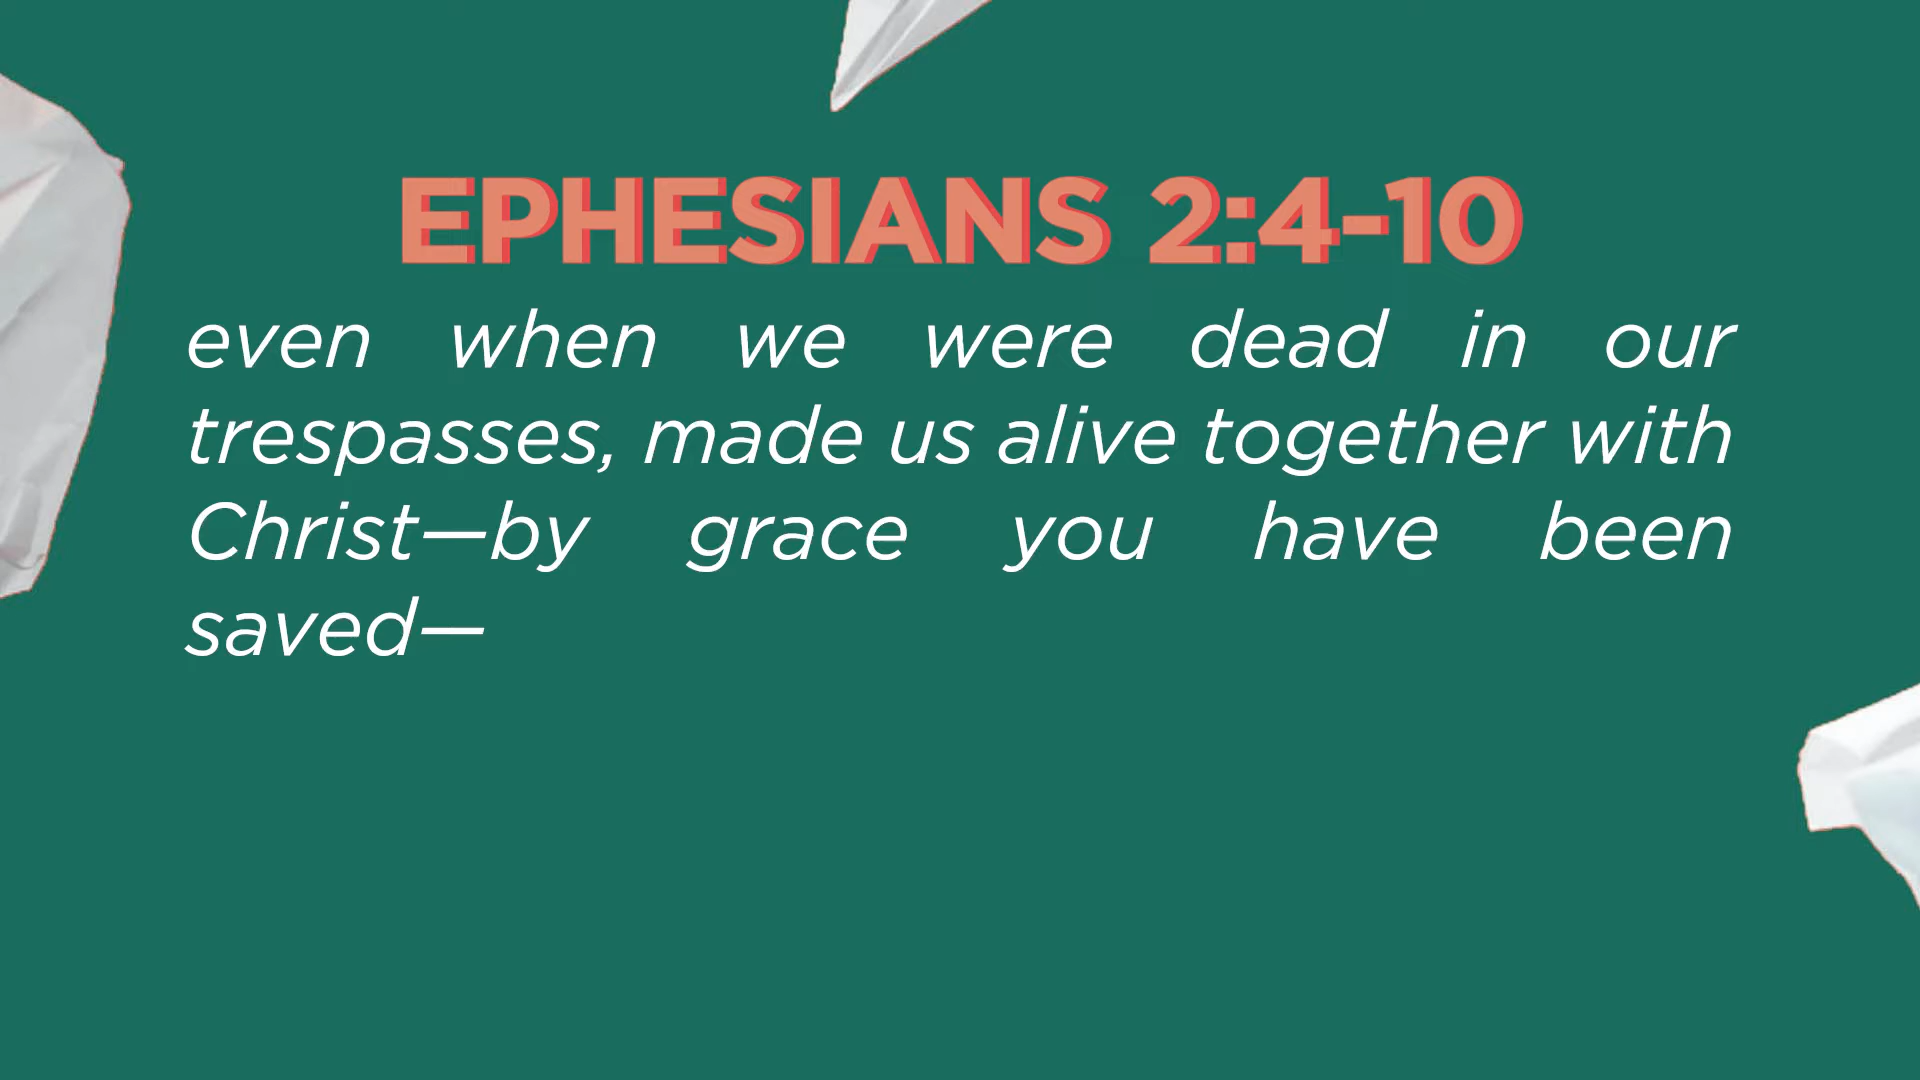 EPHESIANS 2:4-10
even when we were dead in our
trespasses, made us alive together with
Christ—by grace you have been
saved—